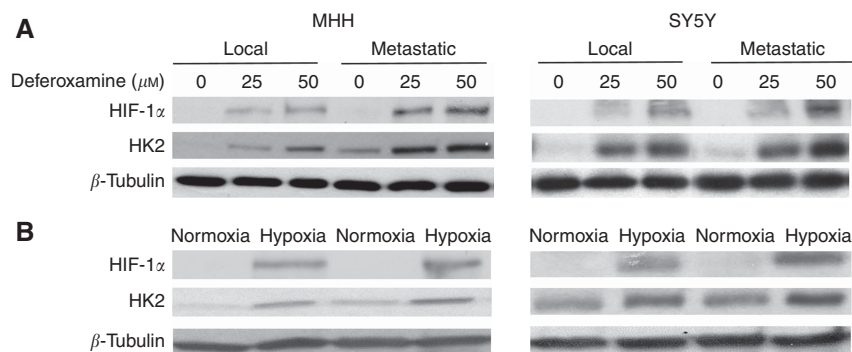 A
MHH SY5Y
Local Metastatic Local Metastatic
Deferoxamine (μM) 0 25 50 0 25 50 0 25 50 0 25 50
HIF-1α
HK2
β-Tubulin
B
Normoxia Hypoxia Normoxia Hypoxia Normoxia Hypoxia Normoxia Hypoxia
HIF-1α
HK2
β-Tubulin